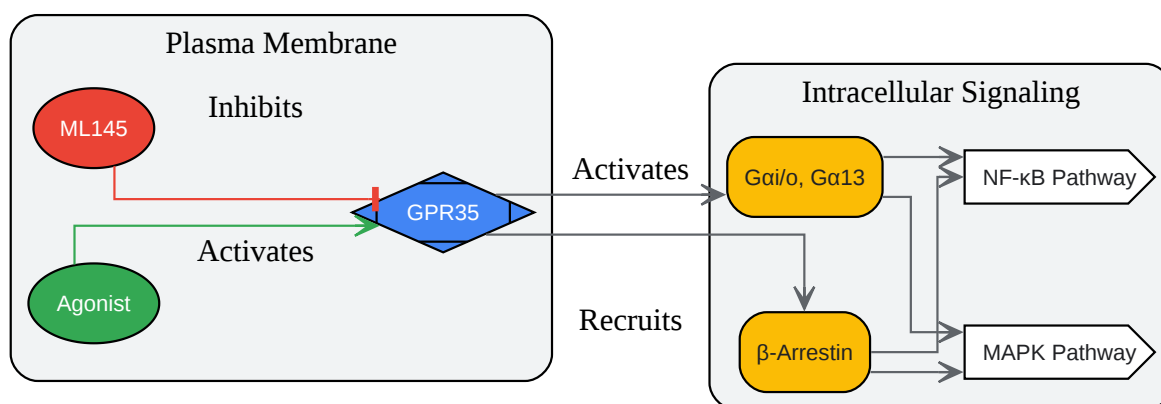 Plasma Membrane
Inhibits
ML145
GPR35
Activates
Agonist
Activates
Recruits
Intracellular Signaling
Gαi/o, Gα13
NF-κB Pathway
β-Arrestin
MAPK Pathway